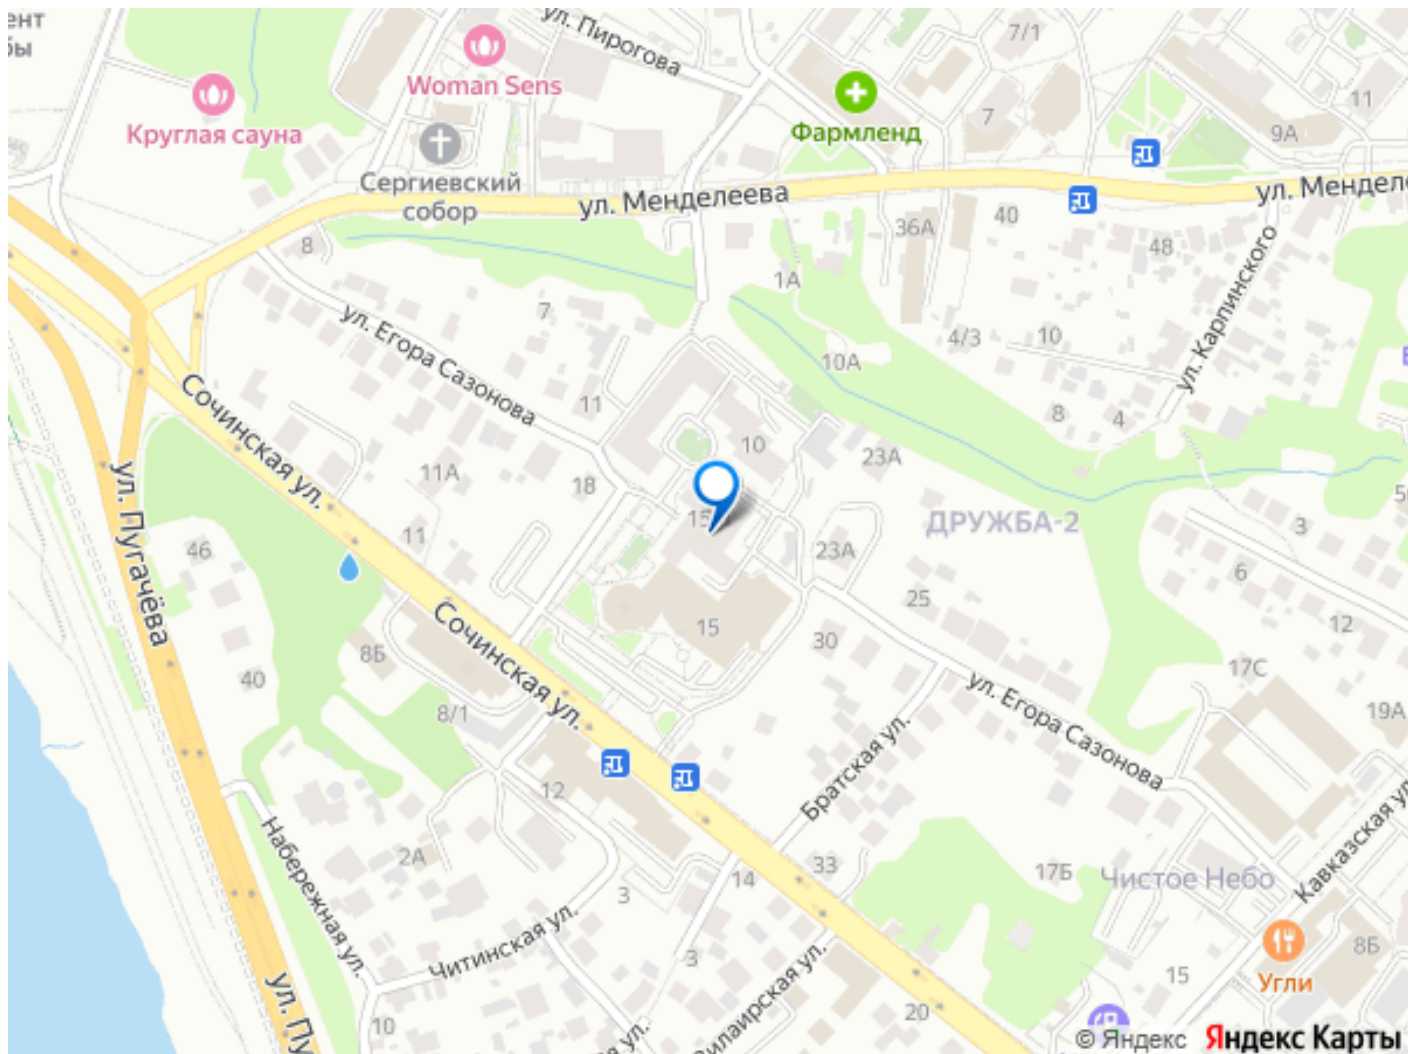 ент
бы
ул. Пирогова
7/1
Woman Sens
Круглая сауна
Фармленд
7
11
9А
Сергиевский
собор
ул. Менделеева
ул. Мендел
36А
40
48
8
1А
7
ул. Егора Сазонова
4/3
10
ул. Карпинского
10А
Сочинская ул.
11
8
4
10
23А
11А
18
ул. Пугачёва
15
ДРУЖБА-2
3
46
11
23А
6
25
12
Сочинская ул.
15
30
8Б
17С
40
ул. Егора Сазонова
8/1
19А
Братская ул.
12
Набережная ул.
2А
33
17Б
Чистое Небо
Кавказская ул.
14
3
Читинская ул.
3
8Б
15
Угли
ул. Пу
10
20
© Яндекс
Яндекс Карты